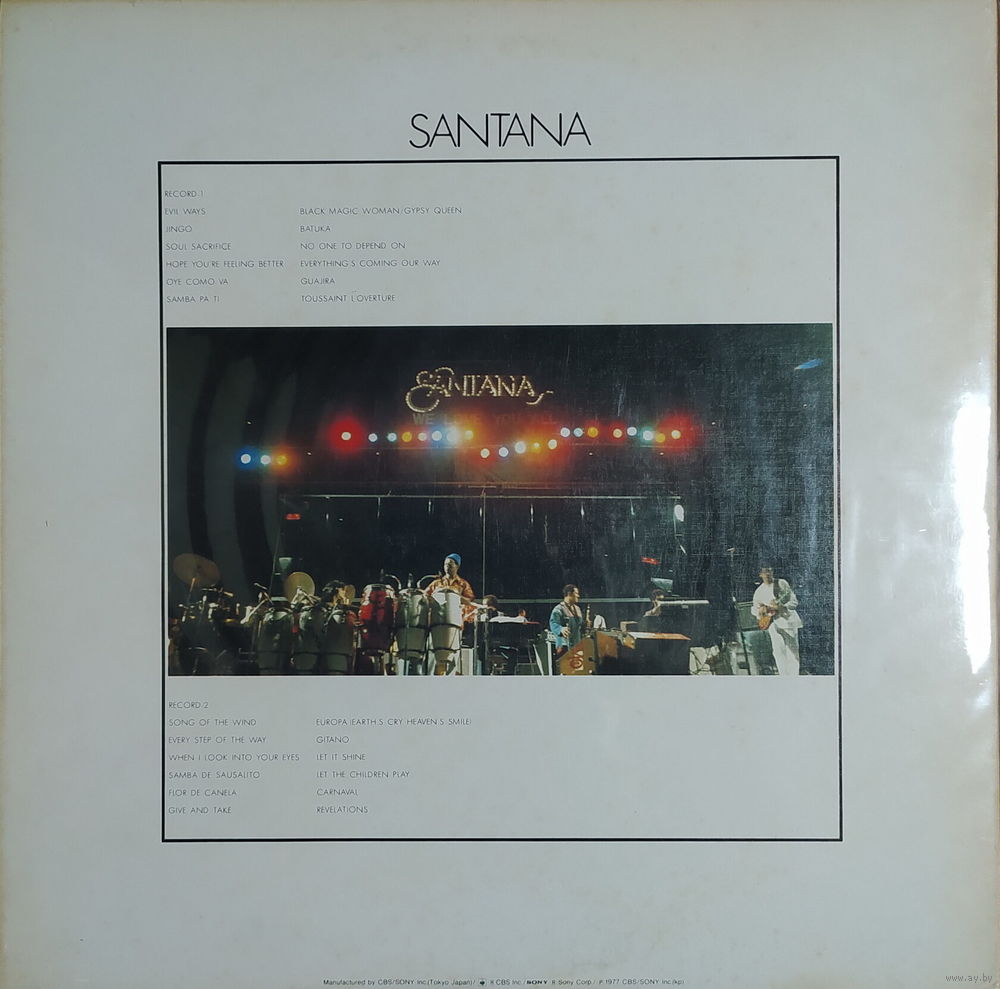 SANTANA
RECORD-1
EVIL WAYS
JINGO
SOUL SACRIFICE
HOPE YOU'RE FEELING BETTER
OYE COMO VA
SAMBA PA TI
BLACK MAGIC WOMAN/GYPSY QUEEN
BATUKA
NO ONE TO DEPEND ON
EVERYTHING'S COMING OUR WAY
GUAJIRA
TOUSSAINT L'OVERTURE
SANTANA
WE
YOU
RECORD-2
SONG OF THE WIND
EVERY STEP OF THE WAY
WHEN I LOOK INTO YOUR EYES
SAMBA DE SAUSALITO
FLOR DE CANELA
GIVE AND TAKE
EUROPA (EARTH'S CRY HEAVEN'S SMILE)
GITANO
LET IT SHINE
LET THE CHILDREN PLAY
CARNAVAL
REVELATIONS
Manufactured by CBS/SONY Inc.(Tokyo Japan)/ ® CBS Inc./SONY ® Sony Corp./ ℗ 1977 CBS/SONY Inc.(kp)
www.ay.by